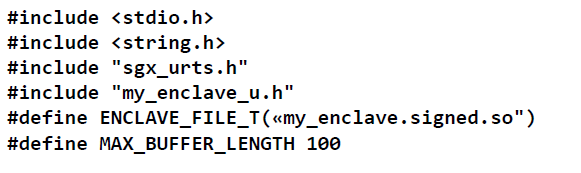 #include <stdio.h>
#include <string.h>
#include "sgx_urts.h"
#include "my_enclave_u.h"
#define ENCLAVE_FILE_T(«my_enclave.signed.so")
#define MAX_BUFFER_LENGTH 100